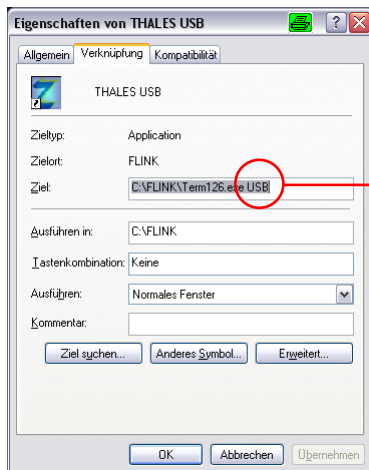 Eigenschaften von THALES USB
Allgemein Verknüpfung Kompatibilität
THALES USB
Zieltyp: Application
Zielort: FLINK
Ziel: C:\FLINK\Term126.exe USB
Ausführen in: C:\FLINK
Tastenkombination: Keine
Ausführen: Normales Fenster
Kommentar:
Ziel suchen... Anderes Symbol... Erweitert...
OK Abbrechen Übernehmen